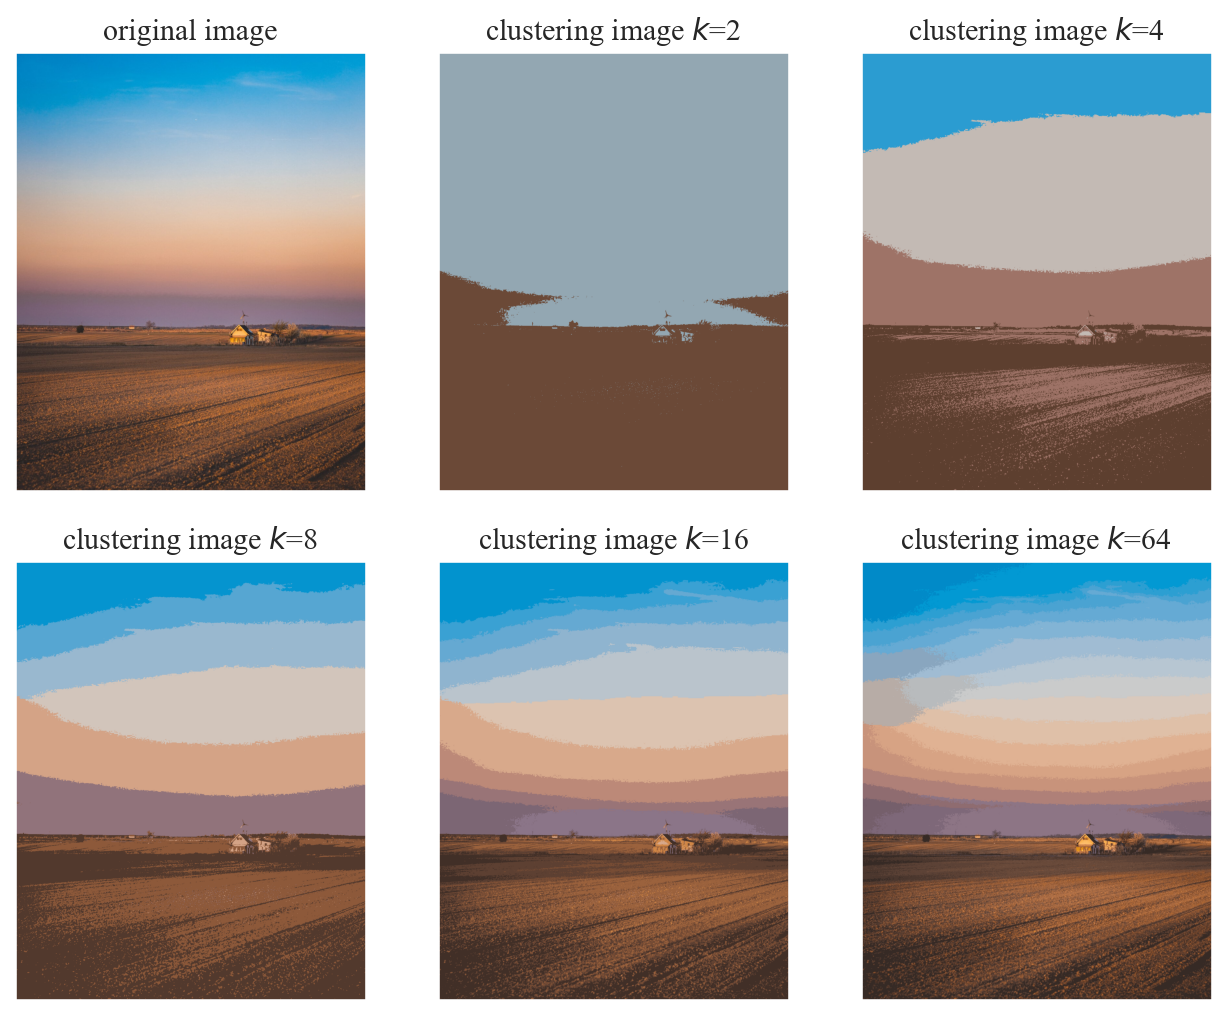 original image
clustering image k=2
clustering image k=4
clustering image k=8
clustering image k=16
clustering image k=64